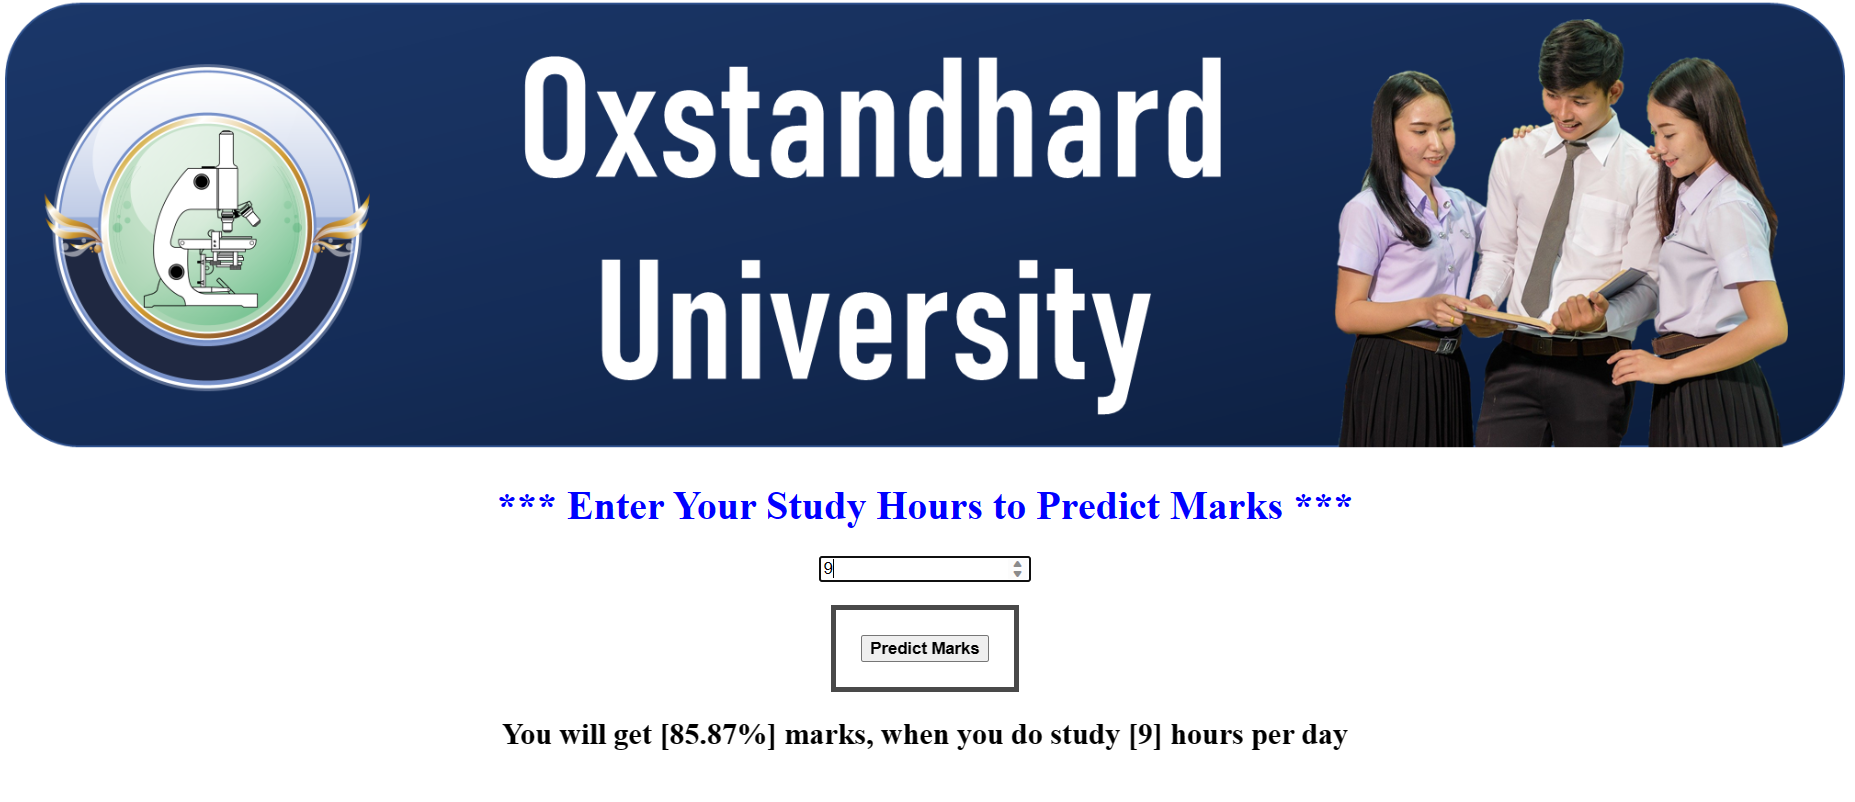 Oxstandhard
University
*** Enter Your Study Hours to Predict Marks ***
9
Predict Marks
You will get [85.87%] marks, when you do study [9] hours per day